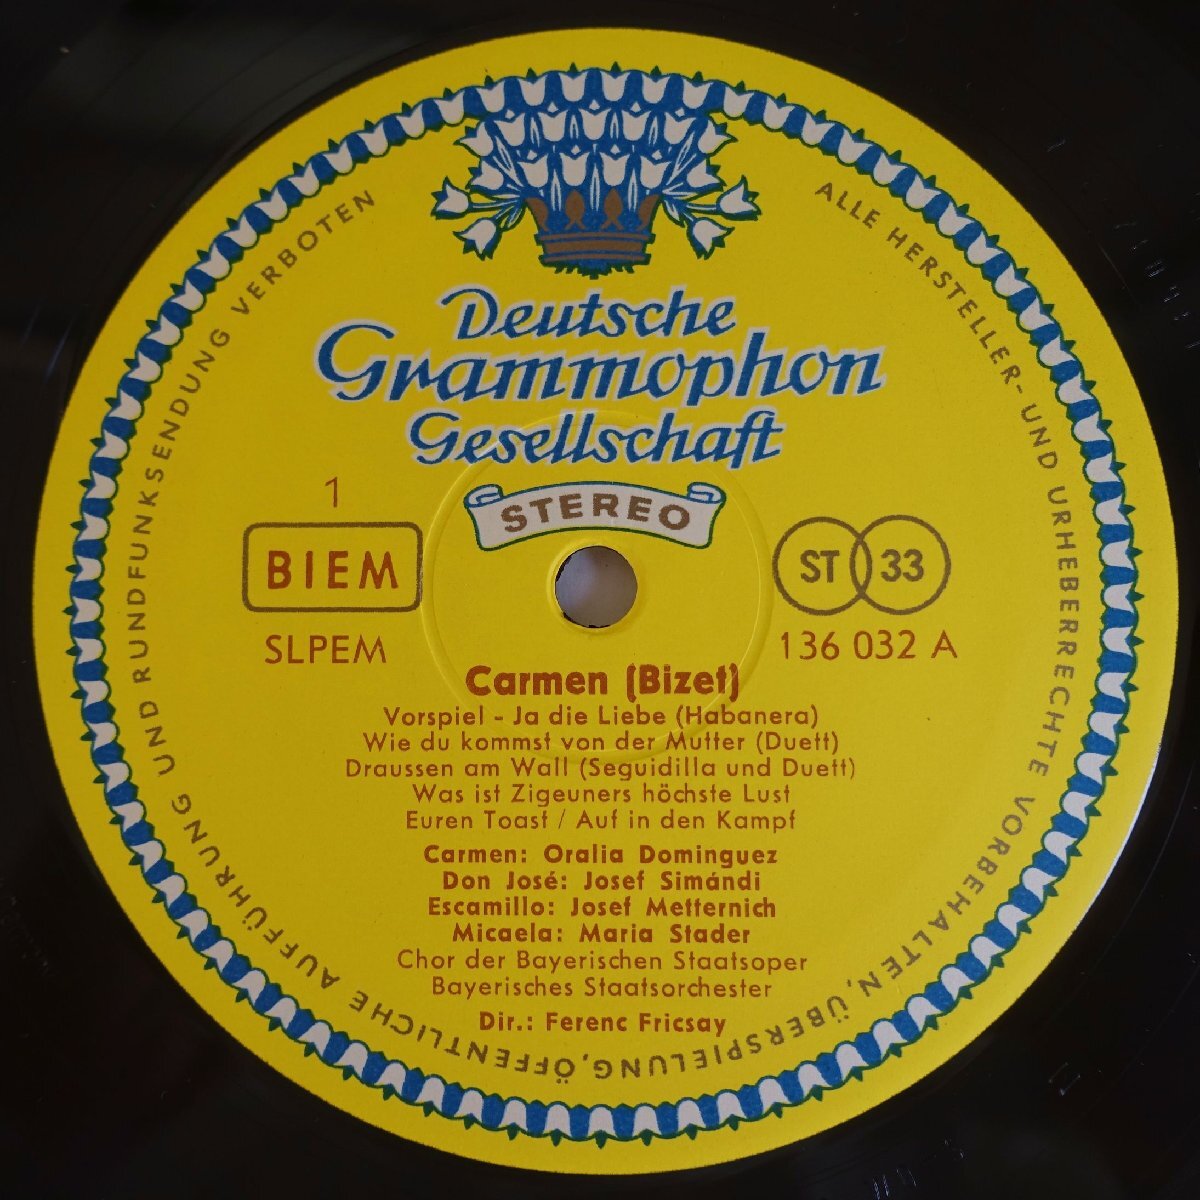 Deutsche
Grammophon
Gesellschaft
STEREO
1
BIEM
ST 33
SLPEM
136 032 A
Carmen (Bizet)
Vorspiel - Ja die Liebe (Habanera)
Wie du kommst von der Mutter (Duett)
Draussen am Wall (Seguidilla und Duett)
Was ist Zigeuners höchste Lust
Euren Toast / Auf in den Kampf
Carmen: Oralia Dominguez
Don José: Josef Simándi
Escamillo: Josef Metternich
Micaela: Maria Stader
Chor der Bayerischen Staatsoper
Bayerisches Staatsorchester
Dir.: Ferenc Fricsay
ALLE HERSTELLER- UND URHEBERRECHTE VORBEHALTEN, ÜBERSPIELUNG, ÖFFENTLICHE AUFFÜHRUNG UND RUNDFUNKSENDUNG VERBOTEN